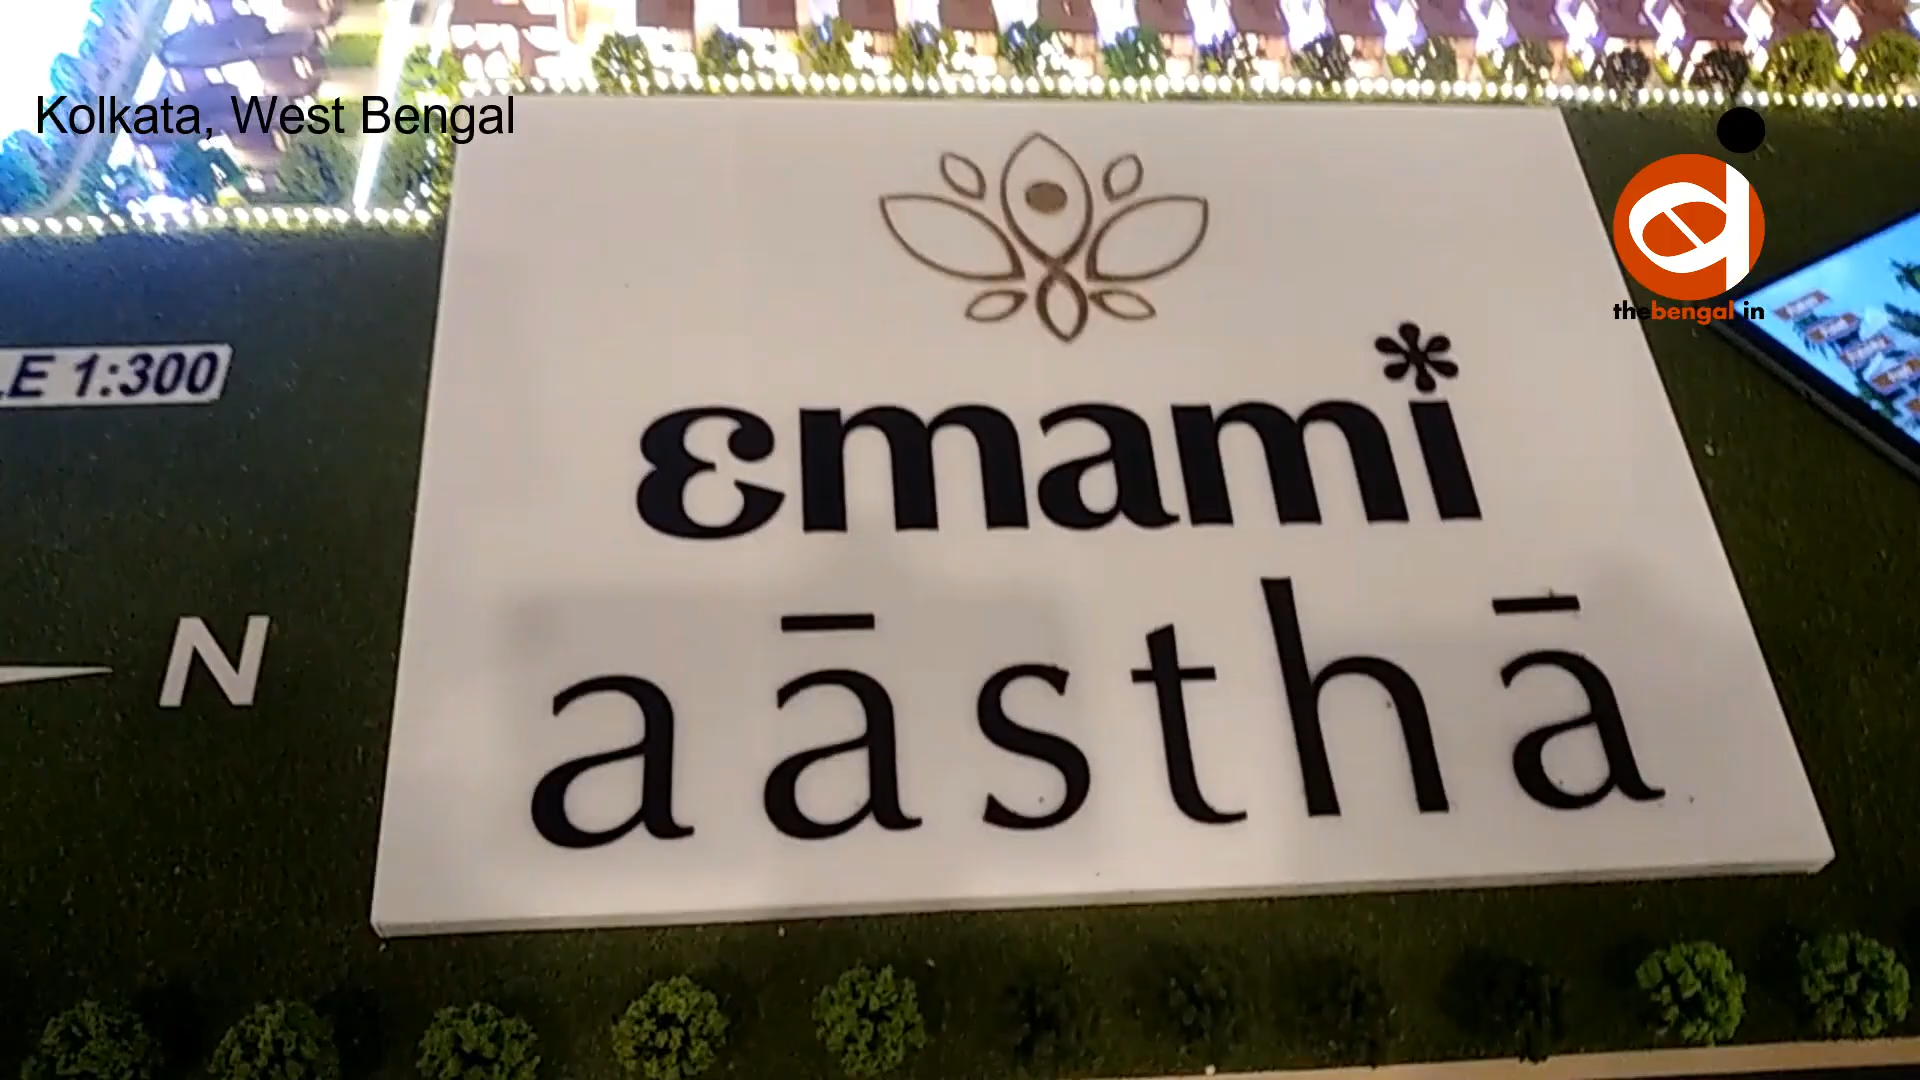 Kolkata, West Bengal
thebengal in
LE 1:300
emami
aāsthā
N